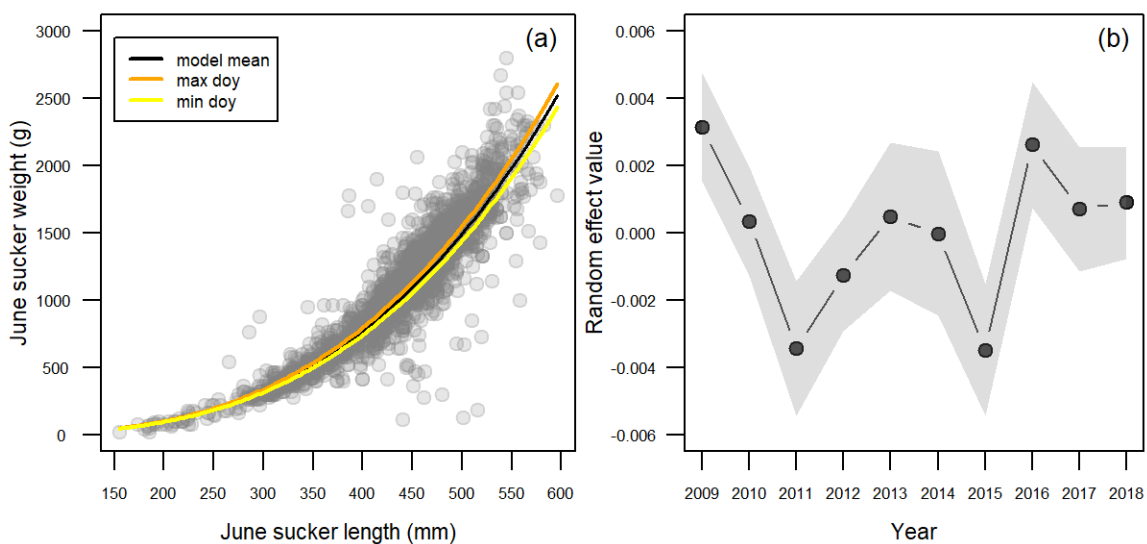 (a)
model mean
max doy
min doy
June sucker weight (g)
3000
2500
2000
1500
1000
500
0
150 200 250 300 350 400 450 500 550 600
June sucker length (mm)
(b)
Random effect value
0.006
0.004
0.002
0.000
-0.002
-0.004
-0.006
2009 2010 2011 2012 2013 2014 2015 2016 2017 2018
Year